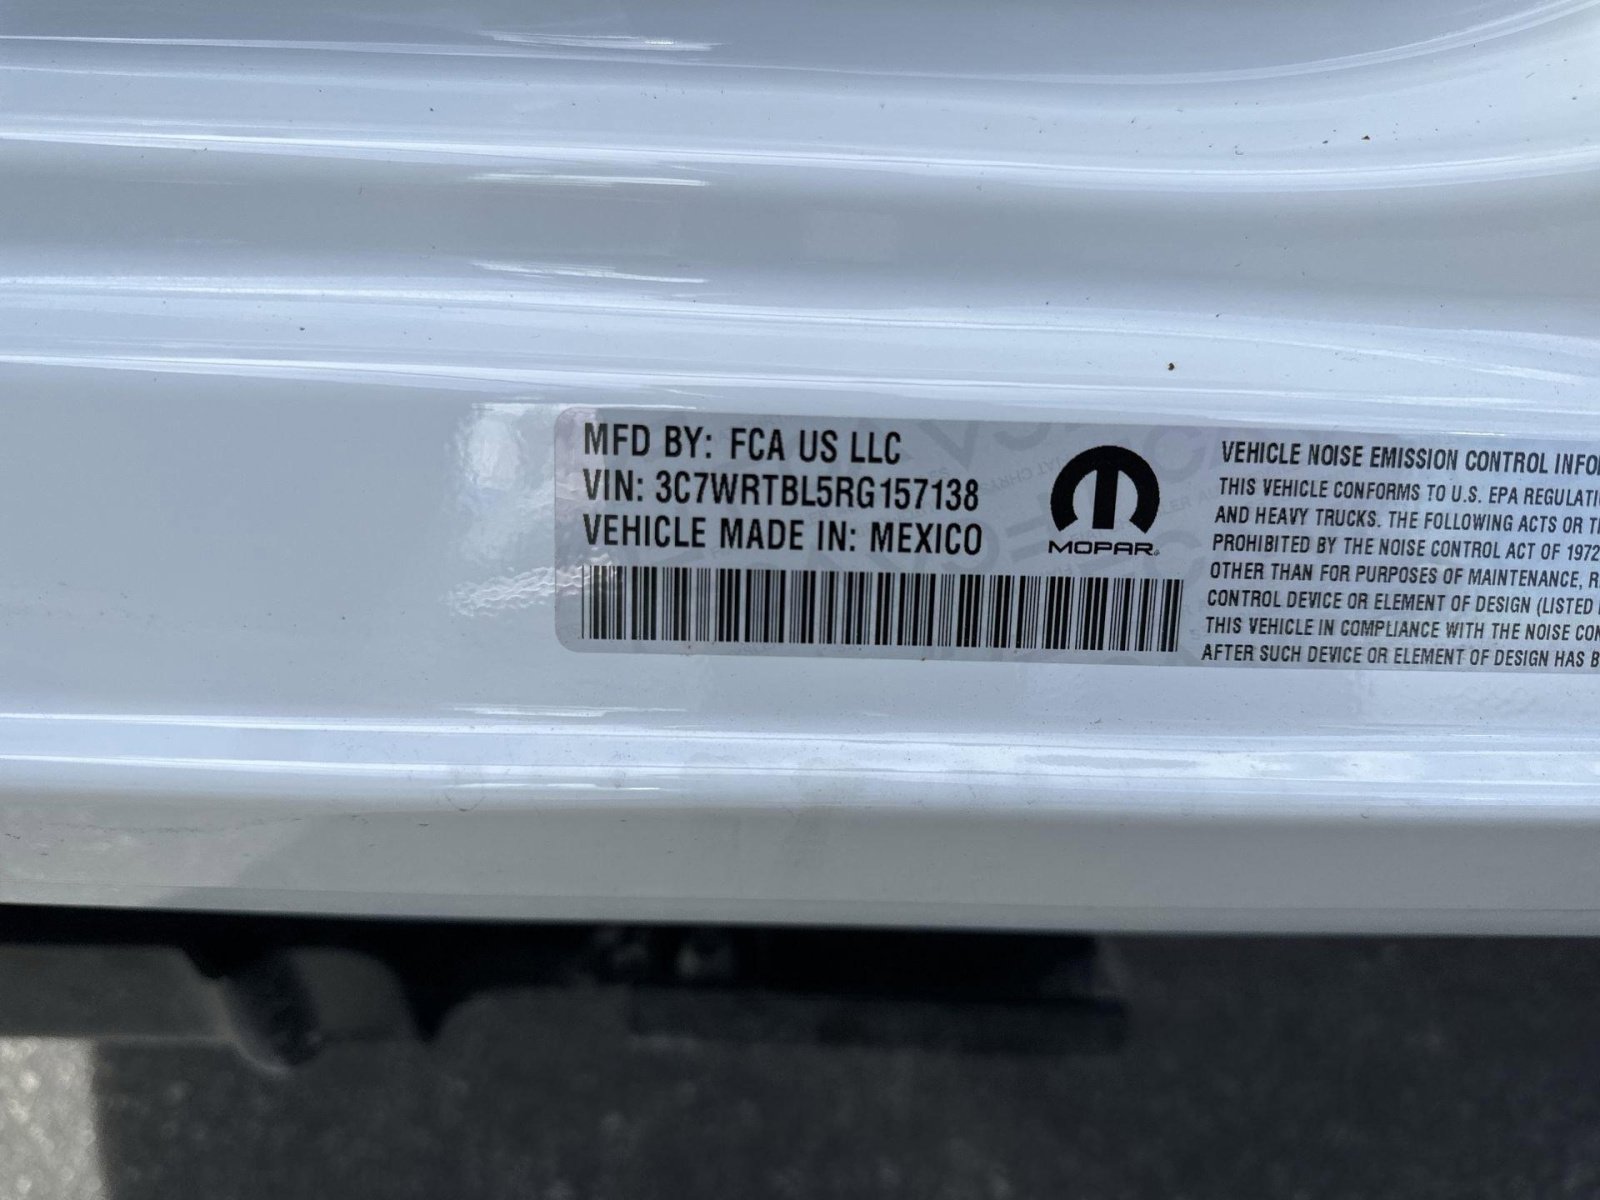 MFD BY: FCA US LLC
VIN: 3C7WRTBL5RG157138
VEHICLE MADE IN: MEXICO
MOPAR
VEHICLE NOISE EMISSION CONTROL
THIS VEHICLE CONFORMS TO U.S. EPA
AND HEAVY TRUCKS. THE FOLLOWING ACTS OR
PROHIBITED BY THE NOISE CONTROL ACT OF 1972
OTHER THAN FOR PURPOSES OF MAINTENANCE,
CONTROL DEVICE OR ELEMENT OF DESIGN (LISTED
THIS VEHICLE IN COMPLIANCE WITH THE NOISE
AFTER SUCH DEVICE OR ELEMENT OF DESIGN HAS